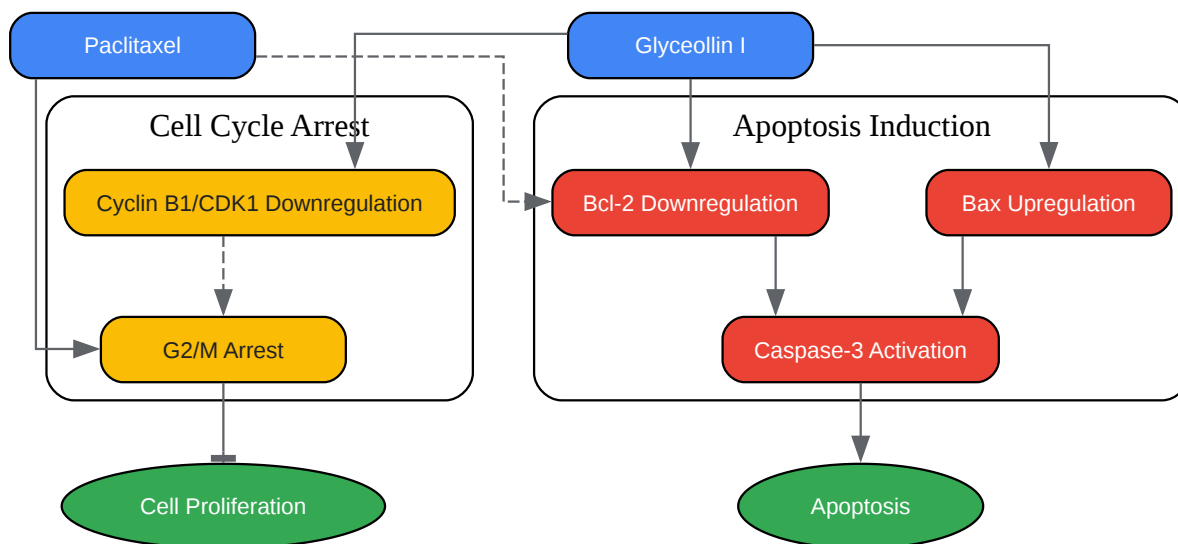 Paclitaxel
Glyceollin I
Cell Cycle Arrest
Apoptosis Induction
Cyclin B1/CDK1 Downregulation
Bcl-2 Downregulation
Bax Upregulation
G2/M Arrest
Caspase-3 Activation
Cell Proliferation
Apoptosis